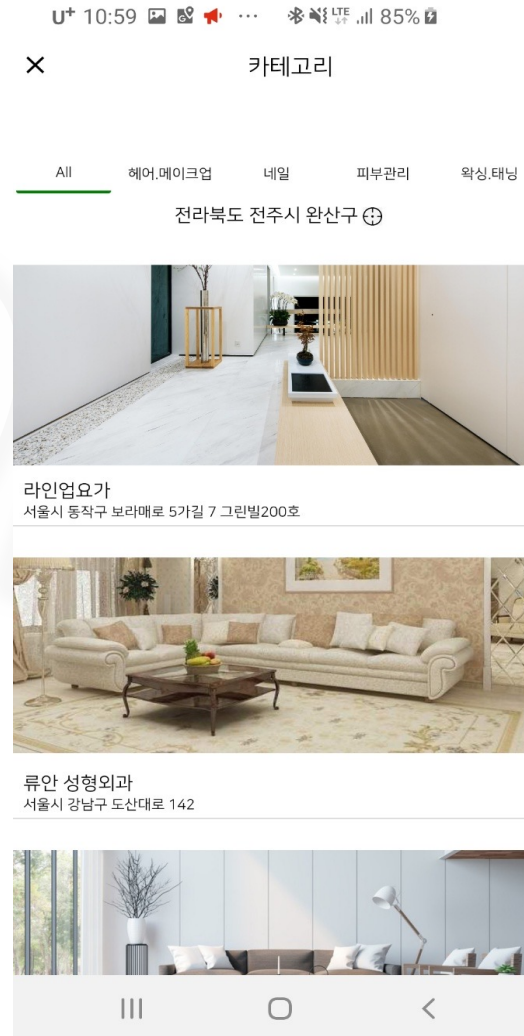 U+ 10:59 ··· LTE 85%
카테고리
All 헤어.메이크업 네일 피부관리 왁싱.태닝
전라북도 전주시 완산구
라인업요가
서울시 동작구 보라매로 5가길 7 그린빌200호
류안 성형외과
서울시 강남구 도산대로 142